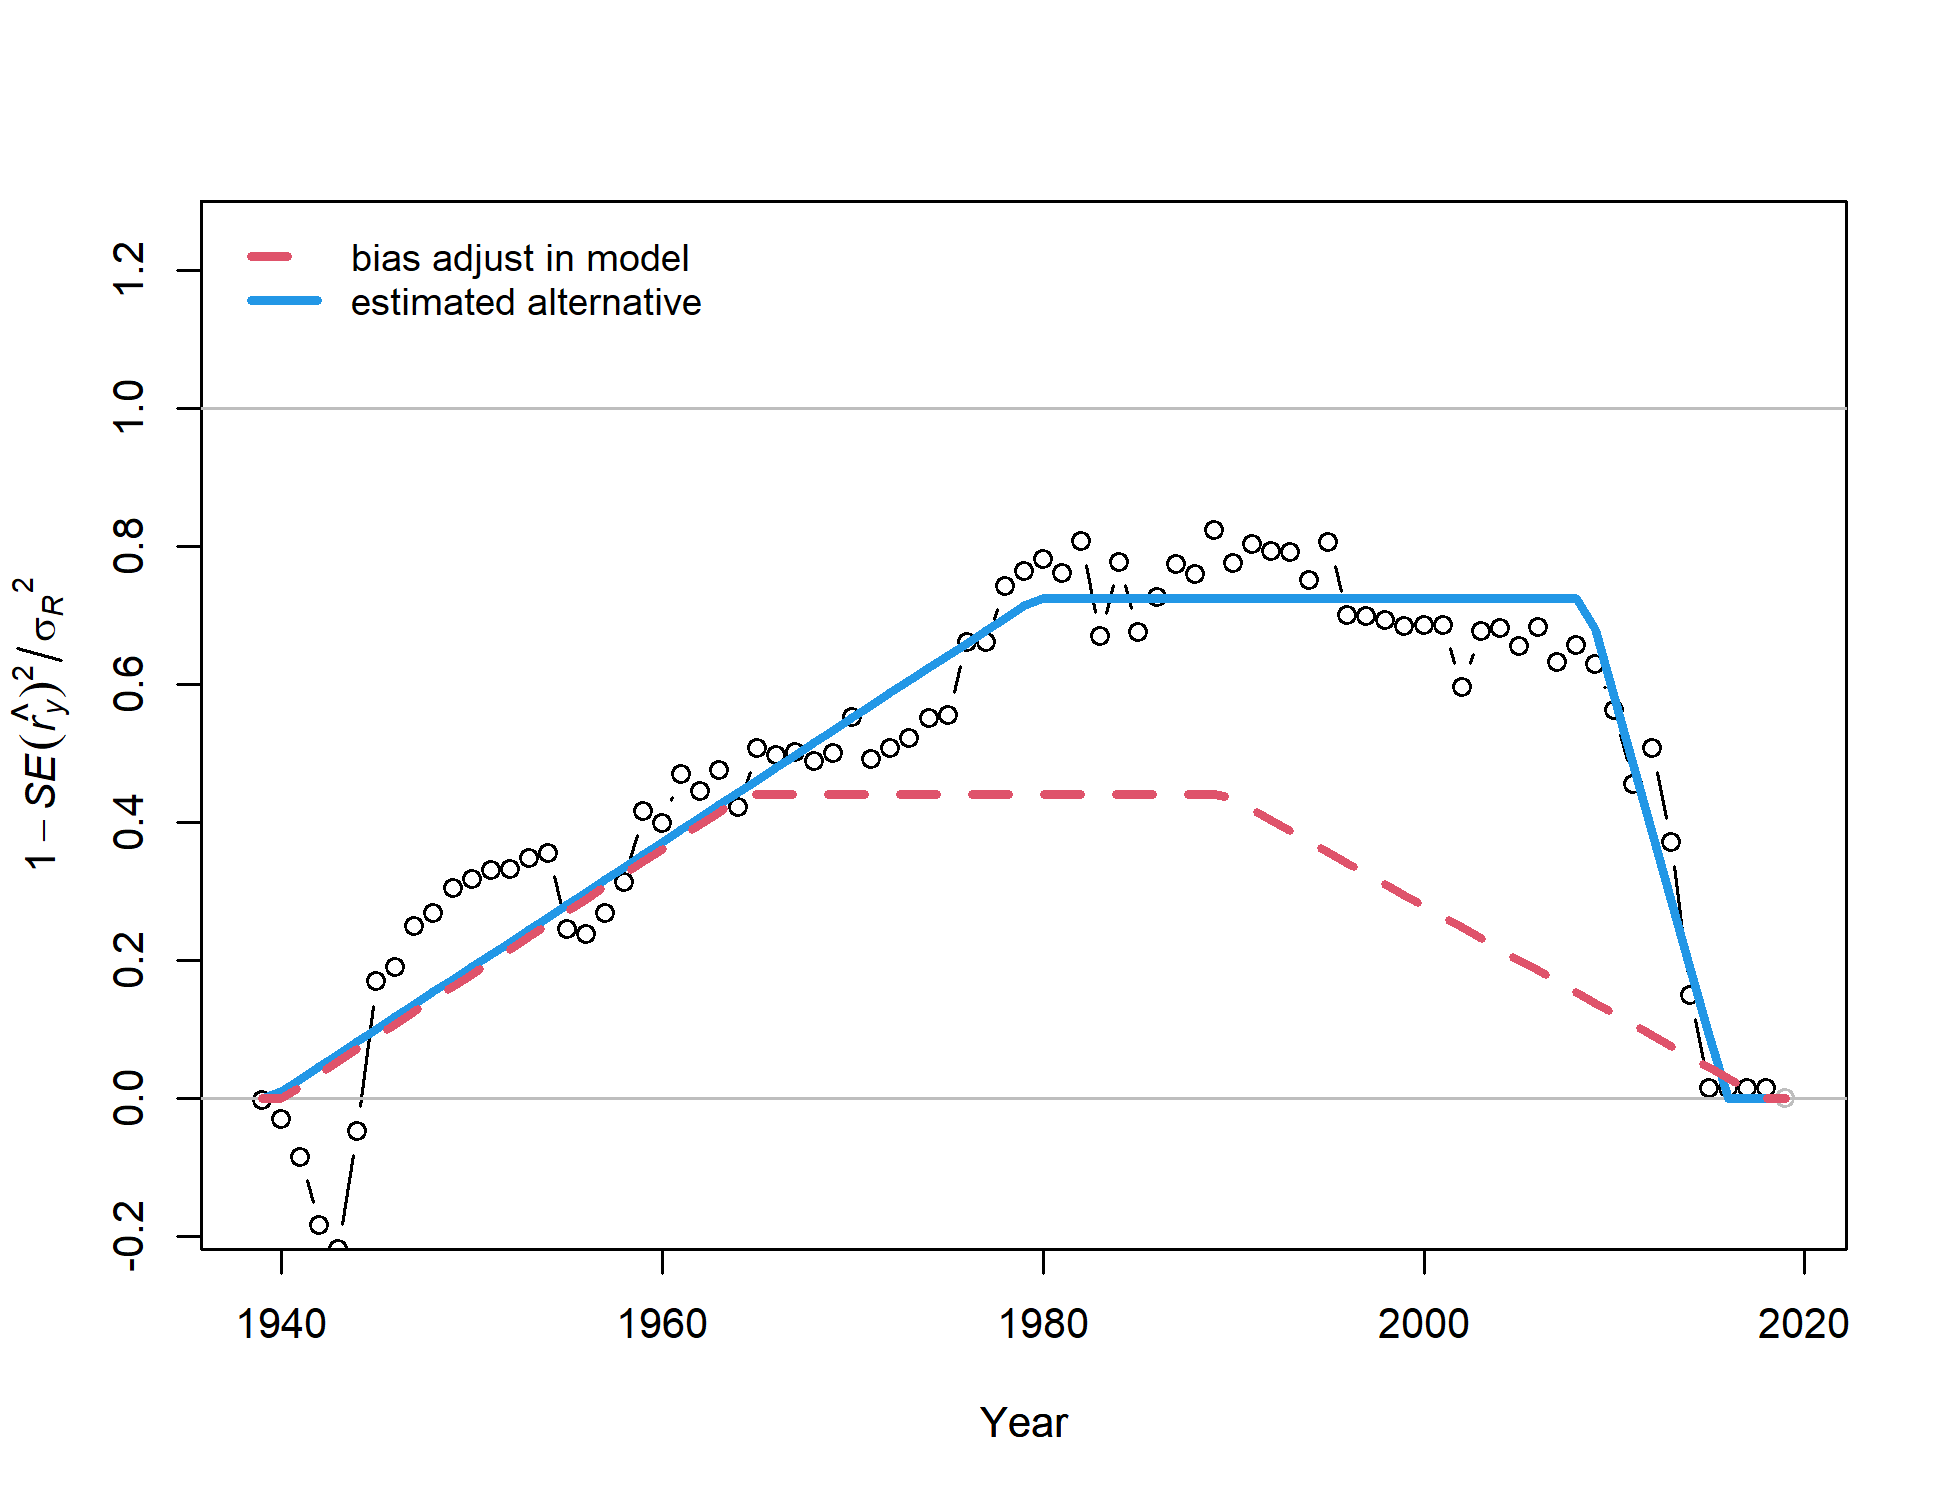 bias adjust in model
estimated alternative
1.2
1.0
0.8
0.6
0.4
0.2
0.0
-0.2
1 − SE(r̂y)² / σR²
1940 1960 1980 2000 2020
Year